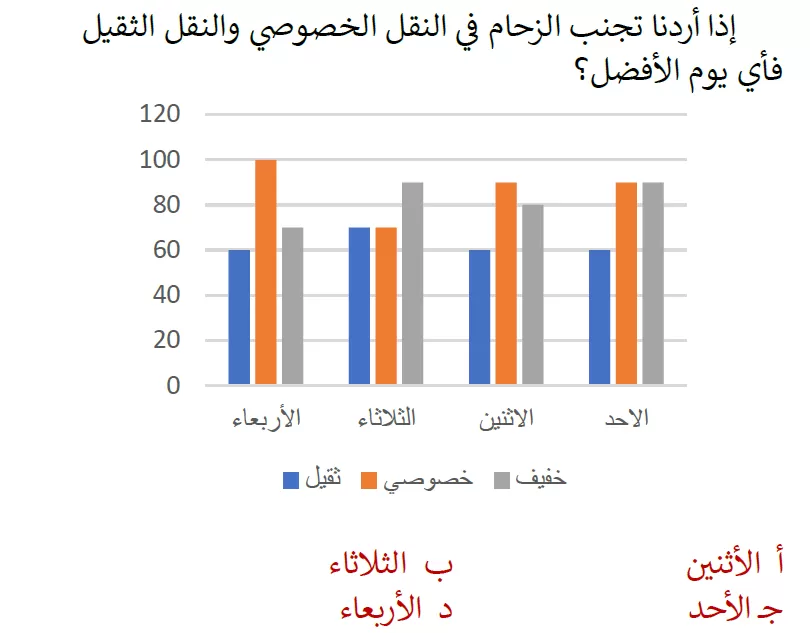 إذا أردنا تجنب الزحام في النقل الخصوصي والنقل الثقيل
فأي يوم الأفضل؟
120
100
80
60
40
20
0
الأربعاء الثلاثاء الاثنين الاحد
ثقيل خصوصي خفيف
أ الأثنين ب الثلاثاء
جـ الأحد د الأربعاء